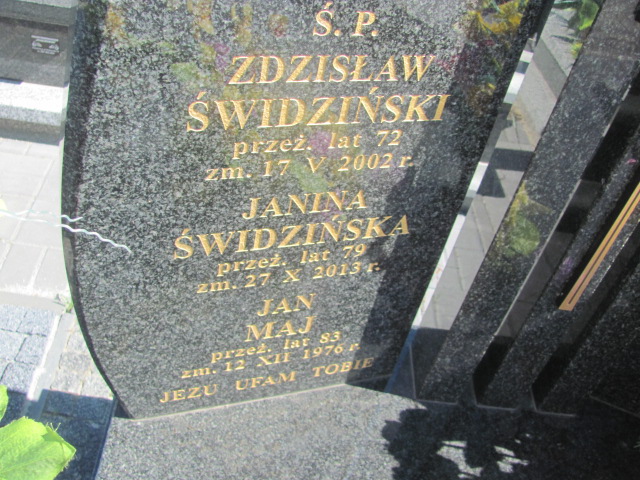 Ś. P.
ZDZISŁAW
ŚWIDZIŃSKI
przeż. lat 72
zm. 17 V 2002 r.
JANINA
ŚWIDZIŃSKA
przeż. lat 79
zm. 27 X 2013 r.
JAN
MAJ
przeż. lat 83
zm. 12 XII 1976 r.
JEZU UFAM TOBIE